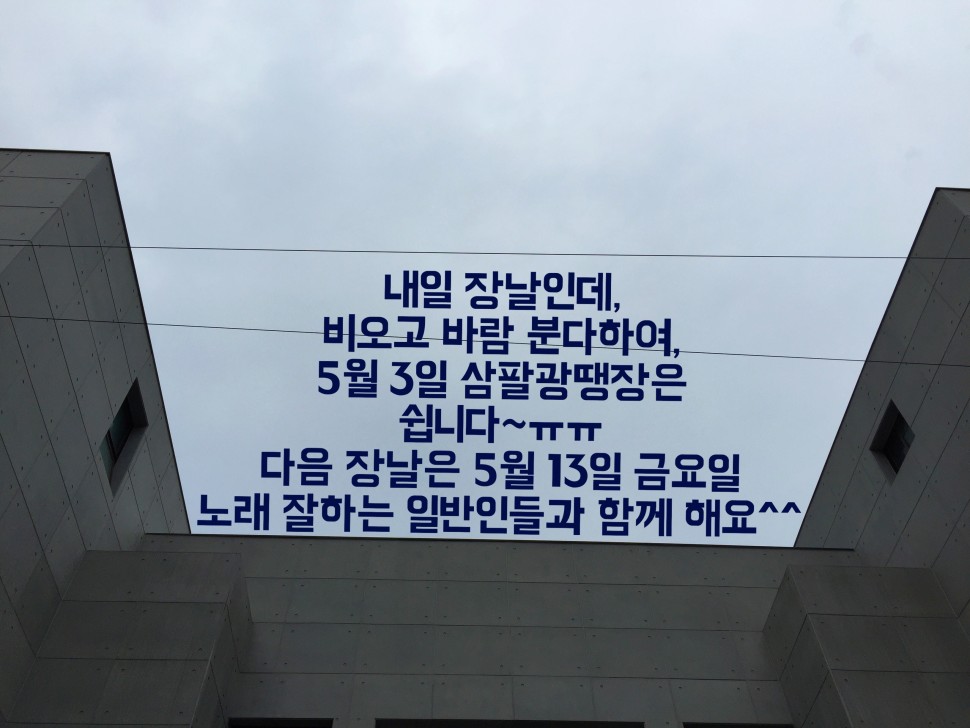 내일 장날인데,
비오고 바람 분다하여,
5월 3일 삼팔광땡장은
쉽니다~ㅠㅠ
다음 장날은 5월 13일 금요일
노래 잘하는 일반인들과 함께 해요^^